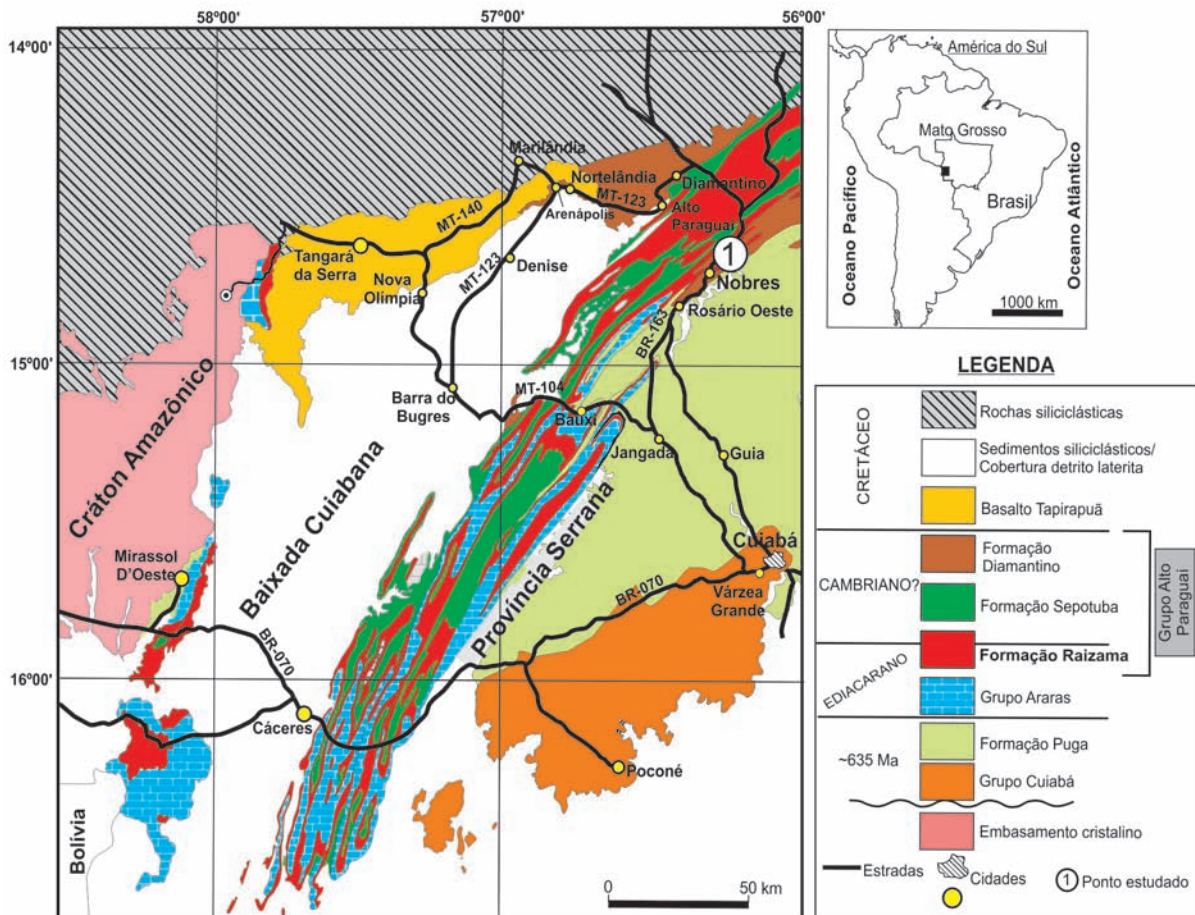 58°00'
57°00'
56°00'
14°00'
15°00'
16°00'
Marilândia
Nortelândia
Diamantino
MT-123
Arenápolis
Alto
Paraguai
MT-140
Tangará
da Serra
MT-123
Denise
Nova
Olímpia
1
Nobres
Rosário Oeste
BR-163
Cráton Amazônico
Barra do
Bugres
MT-104
Bauxi
Jangada
Guia
Baixada Cuiabana
Província Serrana
Mirassol
D'Oeste
Cuiabá
BR-070
Várzea
Grande
BR-070
Cáceres
Poconé
Bolívia
0
50 km
América do Sul
Mato Grosso
Brasil
Oceano Pacífico
Oceano Atlântico
1000 km
LEGENDA
CRETÁCEO
Rochas siliciclásticas
Sedimentos siliciclásticos/
Cobertura detrito laterita
Basalto Tapirapuã
CAMBRIANO?
Formação
Diamantino
Formação Sepotuba
Grupo Alto
Paraguai
EDIACARANO
Formação Raizama
Grupo Araras
~635 Ma
Formação Puga
Grupo Cuiabá
Embasamento cristalino
Estradas
Cidades
1 Ponto estudado